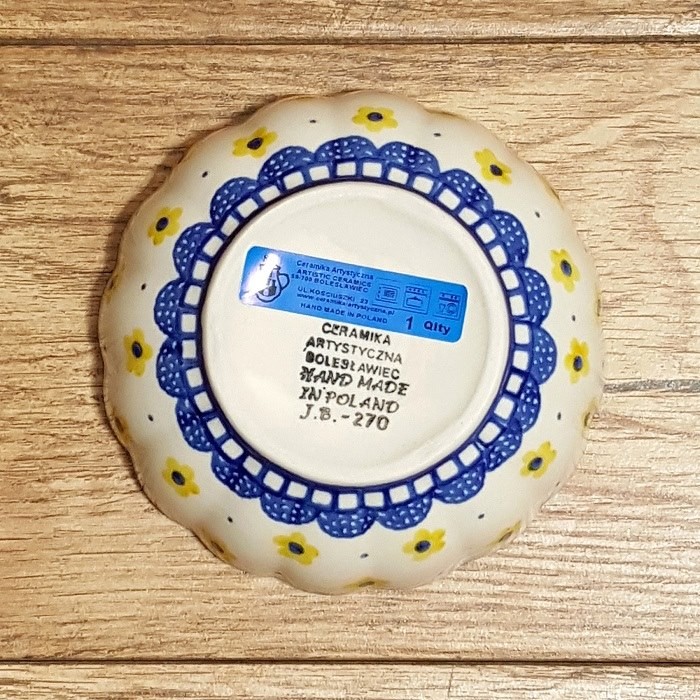 Ceramika Artystyczna
ARTISTIC CERAMICS
59-700 BOLESŁAWIEC
UL.KOSCIUSZKI 23
www.ceramika-artystyczna.pl
HAND MADE IN POLAND
1 Qlty
CERAMIKA
ARTYSTYCZNA
BOLESŁAWIEC
HAND MADE
IN POLAND
J.B.-270